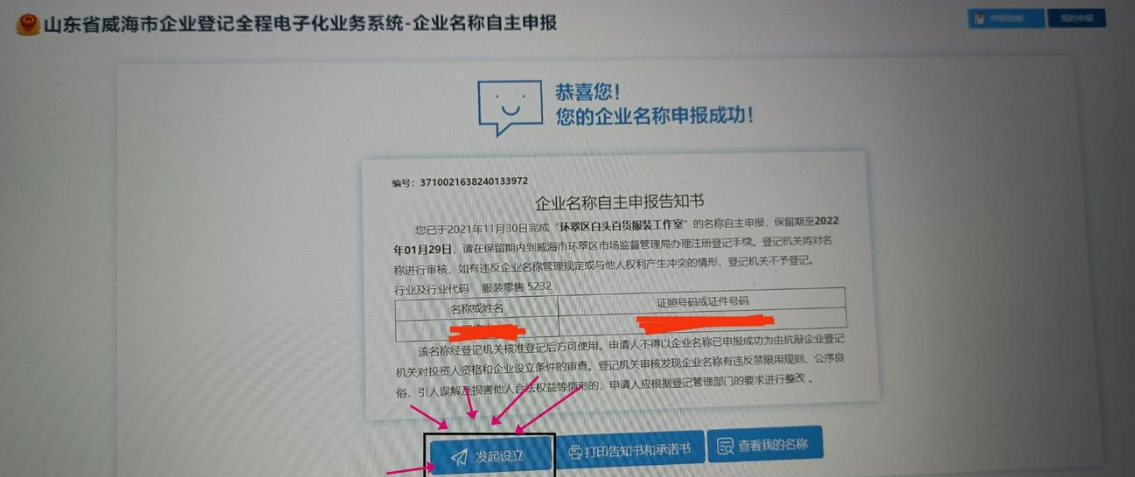 山东省威海市企业登记全程电子化业务系统-企业名称自主申报
我的申报
恭喜您！
您的企业名称申报成功！
编号：3710021638240133972
企业名称自主申报告知书
您已于2021年11月30日完成“环翠区白头百货服装工作室”的名称自主申报，保留期至2022
年01月29日，请在保留期内到威海市环翠区市场监督管理局办理注册登记手续。登记机关将对名
称进行审核，如有违反企业名称管理规定或与他人权利产生冲突的情形，登记机关不予登记。
行业及行业代码 服装零售 5232
名称或姓名 证照号码或证件号码
该名称经登记机关核准登记后方可使用。申请人不得以企业名称已申报成功为由抗辩企业登记
机关对投资人资格和企业设立条件的审查。登记机关审核发现企业名称有违反禁限用规则、公序良
俗、引人误解及损害他人合法权益等情形的，申请人应根据登记管理部门的要求进行整改 。
发起设立 打印告知书和承诺书 查看我的名称